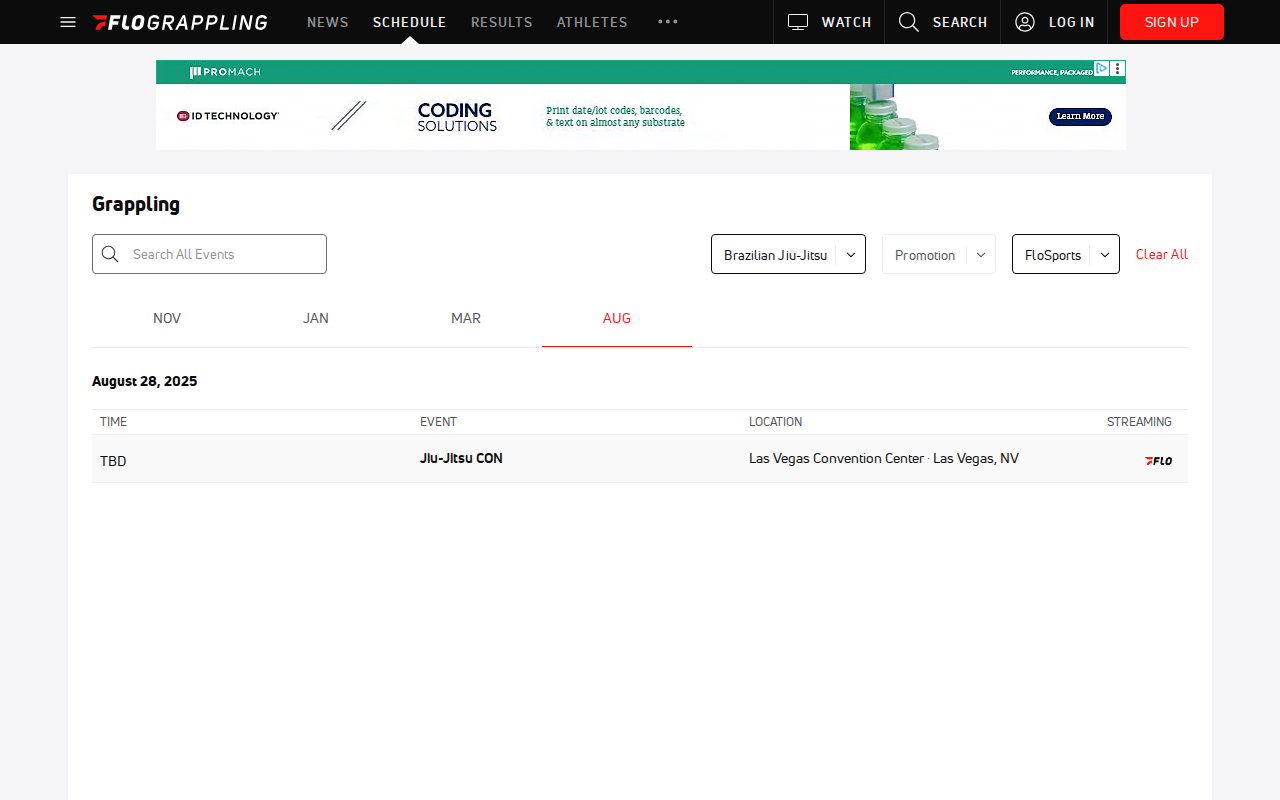 FLOGRAPPLING NEWS SCHEDULE RESULTS ATHLETES WATCH SEARCH LOG IN SIGN UP
PROMACH PERFORMANCE, PACKAGED
ID TECHNOLOGY CODING SOLUTIONS
Print date/lot codes, barcodes,
& text on almost any substrate
Learn More
Grappling
Search All Events Brazilian Jiu-Jitsu Promotion FloSports Clear All
NOV JAN MAR AUG
August 28, 2025
TIME EVENT LOCATION STREAMING
TBD Jiu-Jitsu CON Las Vegas Convention Center · Las Vegas, NV FLO